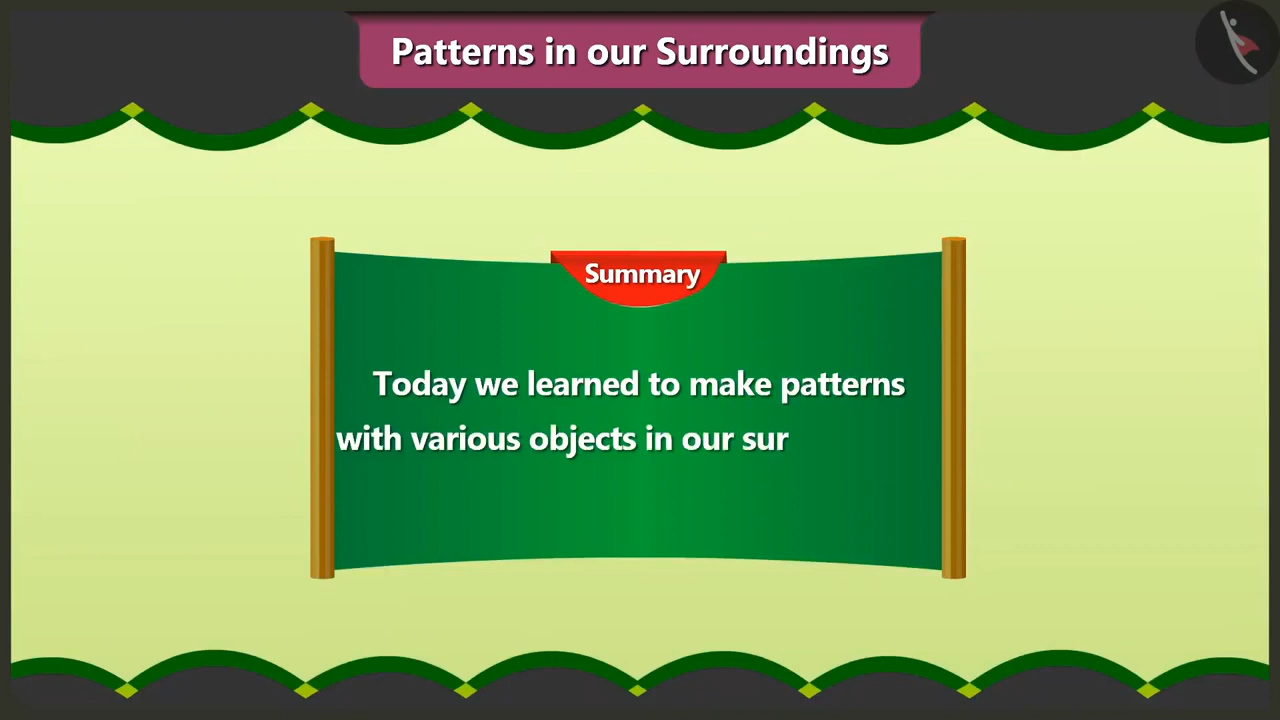 Patterns in our Surroundings
Summary
Today we learned to make patterns
with various objects in our sur